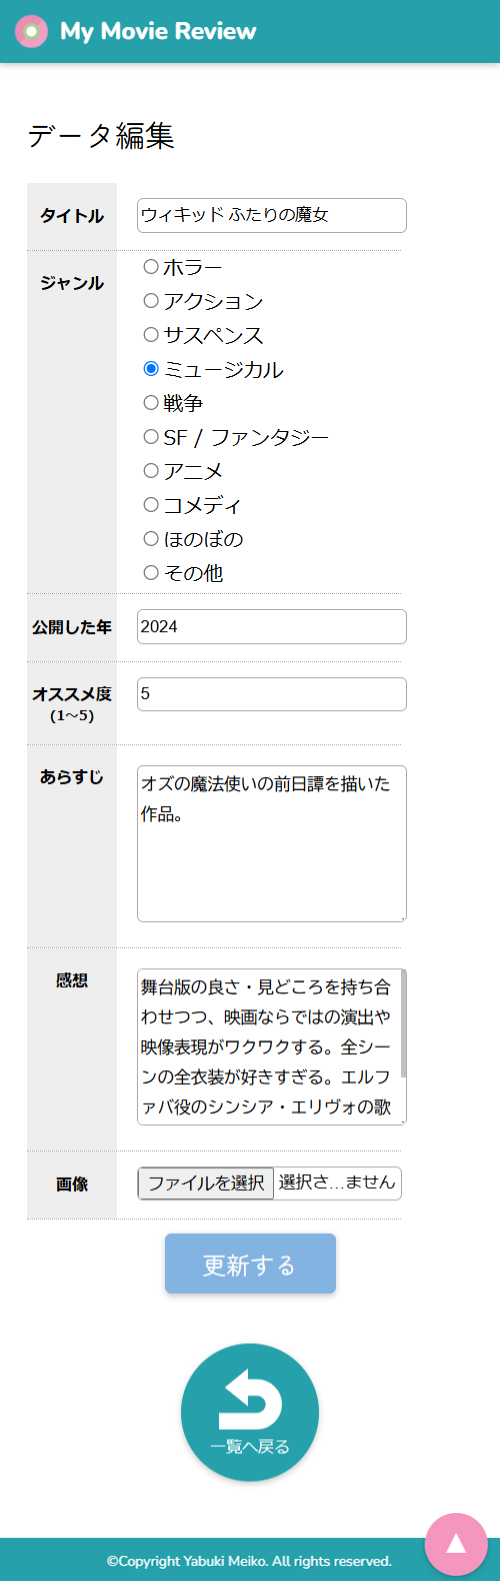 My Movie Review
データ編集
タイトル
ウィキッド ふたりの魔女
ジャンル
ホラー
アクション
サスペンス
ミュージカル
戦争
SF / ファンタジー
アニメ
コメディ
ほのぼの
その他
公開した年
2024
オススメ度
(1〜5)
5
あらすじ
オズの魔法使いの前日譚を描いた
作品。
感想
舞台版の良さ・見どころを持ち合
わせつつ、映画ならではの演出や
映像表現がワクワクする。全シー
ンの全衣装が好きすぎる。エルフ
ァバ役のシンシア・エリヴォの歌
画像
ファイルを選択 選択さ...ません
更新する
一覧へ戻る
▲
©Copyright Yabuki Meiko. All rights reserved.